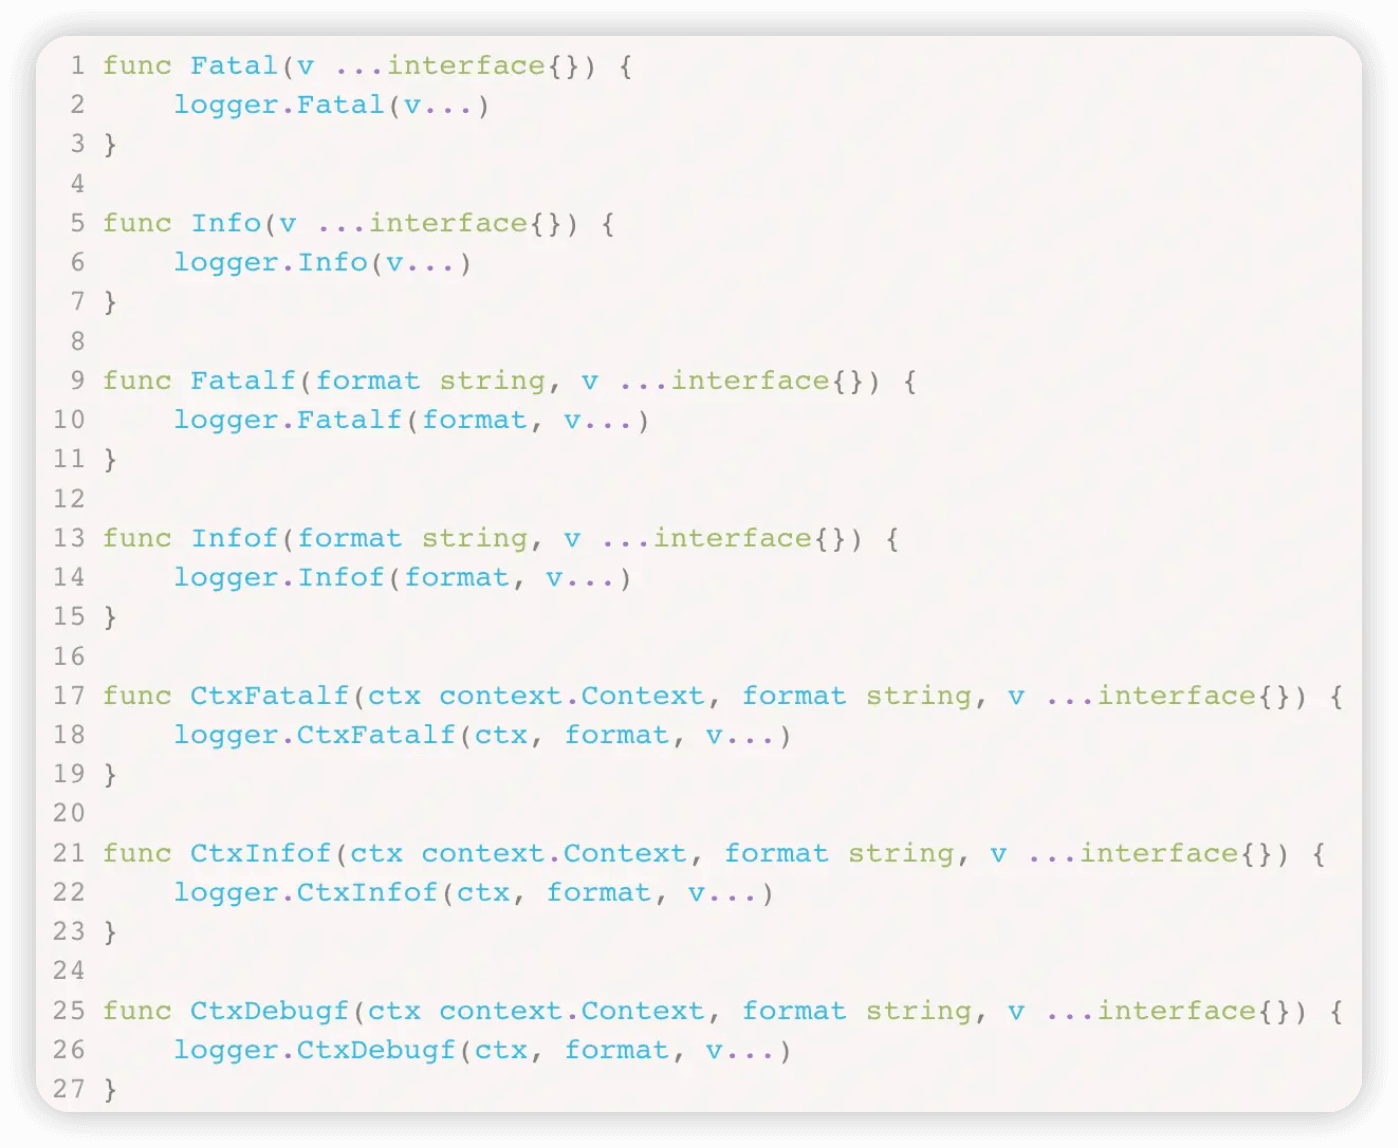 1 func Fatal(v ...interface{}) {
2     logger.Fatal(v...)
3 }
4
5 func Info(v ...interface{}) {
6     logger.Info(v...)
7 }
8
9 func Fatalf(format string, v ...interface{}) {
10     logger.Fatalf(format, v...)
11 }
12
13 func Infof(format string, v ...interface{}) {
14     logger.Infof(format, v...)
15 }
16
17 func CtxFatalf(ctx context.Context, format string, v ...interface{}) {
18     logger.CtxFatalf(ctx, format, v...)
19 }
20
21 func CtxInfof(ctx context.Context, format string, v ...interface{}) {
22     logger.CtxInfof(ctx, format, v...)
23 }
24
25 func CtxDebugf(ctx context.Context, format string, v ...interface{}) {
26     logger.CtxDebugf(ctx, format, v...)
27 }